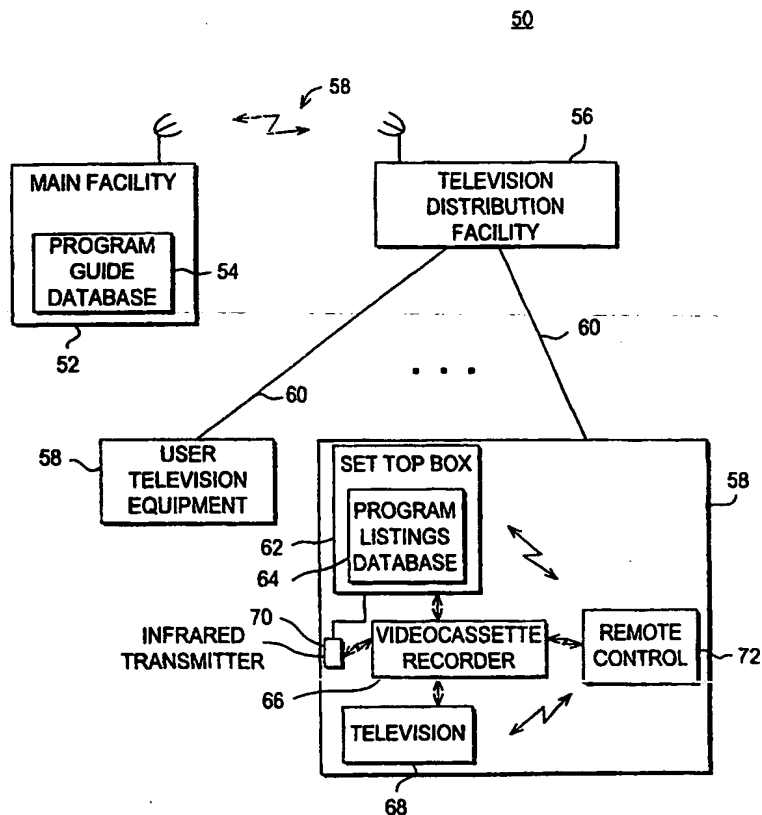 50
58
56
MAIN FACILITY
PROGRAM
GUIDE
DATABASE
54
52
TELEVISION
DISTRIBUTION
FACILITY
60
60
. . .
58
USER
TELEVISION
EQUIPMENT
SET TOP BOX
58
PROGRAM
LISTINGS
DATABASE
62
64
70
INFRARED
TRANSMITTER
VIDEOCASSETTE
RECORDER
66
REMOTE
CONTROL
72
TELEVISION
68